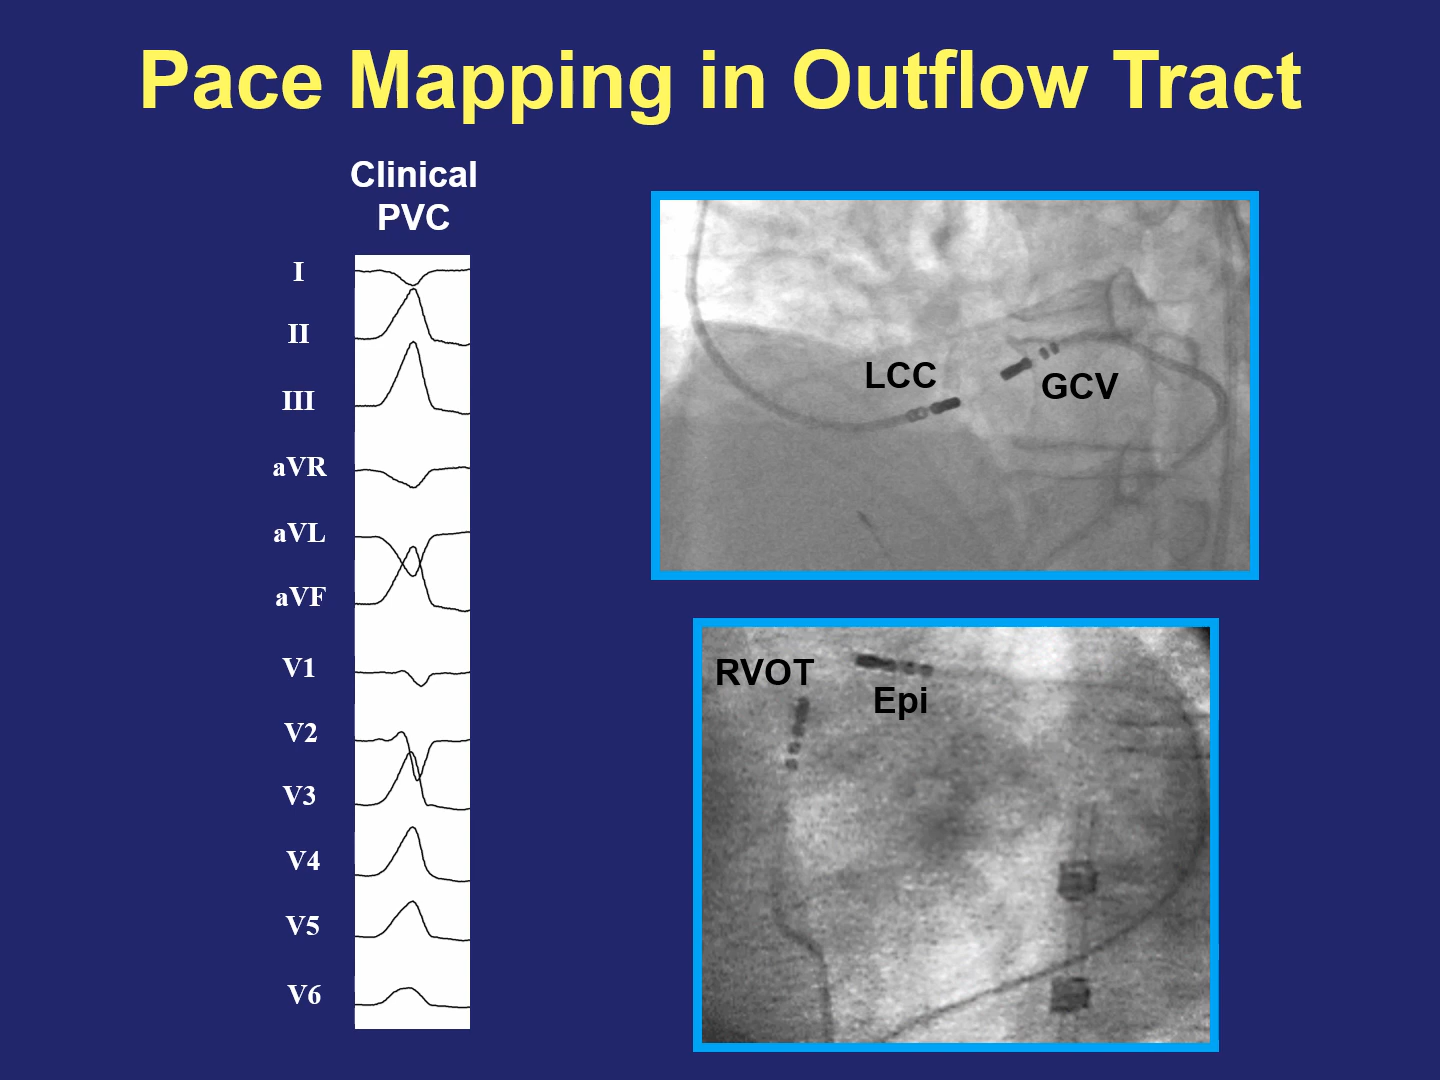 Pace Mapping in Outflow Tract
Clinical
PVC
I
II
III
aVR
aVL
aVF
V1
V2
V3
V4
V5
V6
LCC
GCV
RVOT
Epi